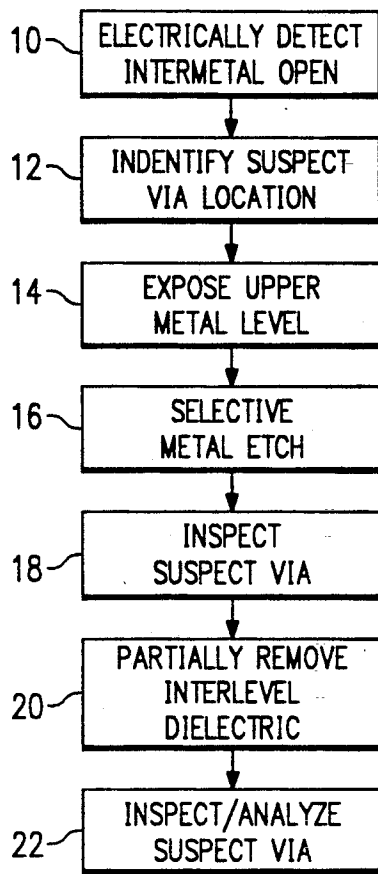 10
ELECTRICALLY DETECT
INTERMETAL OPEN
12
INDENTIFY SUSPECT
VIA LOCATION
14
EXPOSE UPPER
METAL LEVEL
16
SELECTIVE
METAL ETCH
18
INSPECT
SUSPECT VIA
20
PARTIALLY REMOVE
INTERLEVEL
DIELECTRIC
22
INSPECT/ANALYZE
SUSPECT VIA